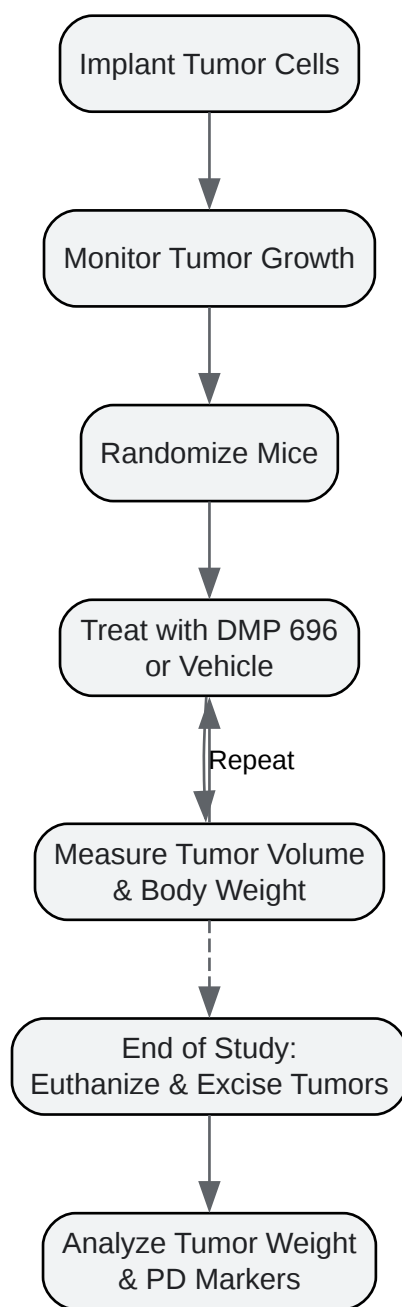 Implant Tumor Cells
Monitor Tumor Growth
Randomize Mice
Treat with DMP 696
or Vehicle
Repeat
Measure Tumor Volume
& Body Weight
End of Study:
Euthanize & Excise Tumors
Analyze Tumor Weight
& PD Markers